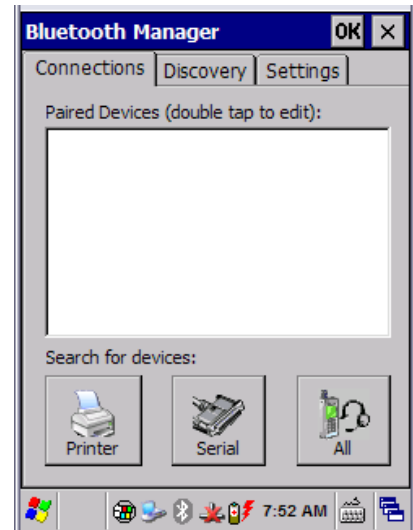 Bluetooth Manager OK ×
Connections Discovery Settings
Paired Devices (double tap to edit):
Search for devices:
Printer Serial All
7:52 AM